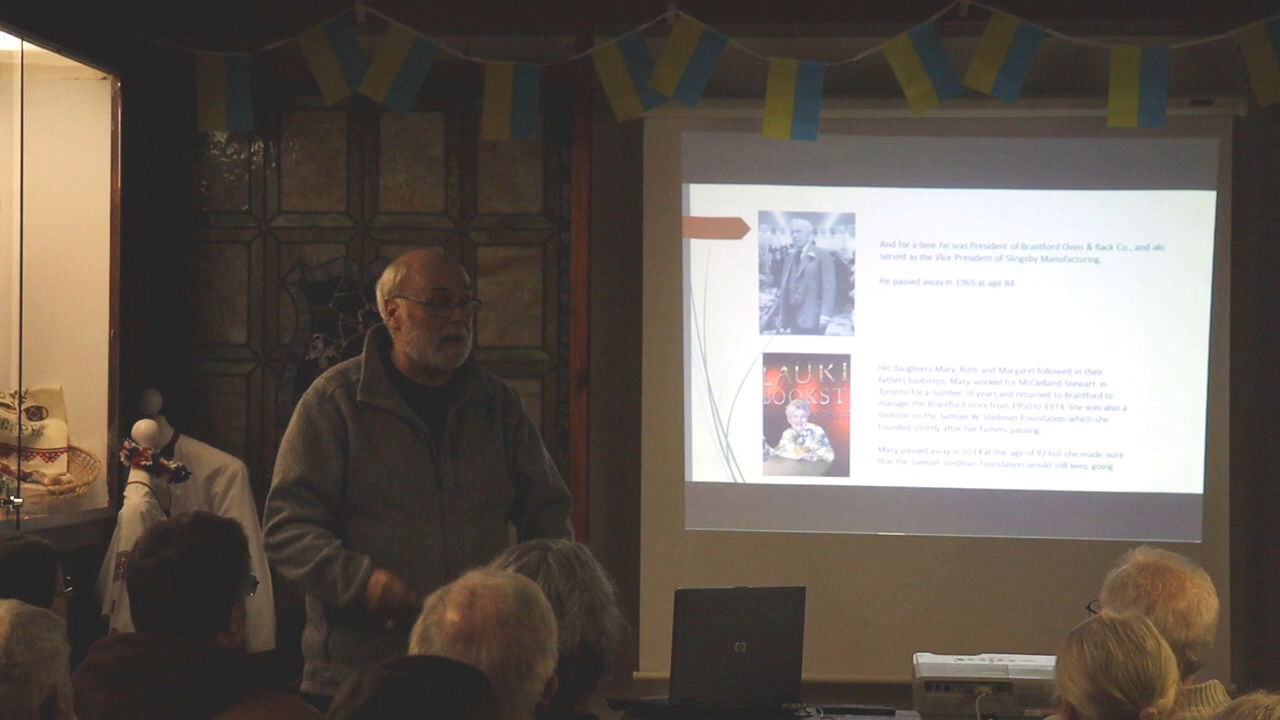 And for a time he was President of Brantford Oven & Rack Co., and alo
served as the Vice President of Slingsby Manufacturing.
He passed away in 1965 at age 84.
LAUKI
BOOKST
His daughters Mary, Ruth and Margaret followed in their
fathers footsteps. Mary worked for McClelland-Stewart in
Toronto for a number of years and returned to Brantford to
manage the Brantford store from 1950 to 1974. She was also a
director on the Samuel W. Stedman Foundation which she
founded shortly after her fathers passing.
Mary passed away in 2014 at the age of 92 but she made sure
that the Samuel Stedman Foundation would still keep going.
hp